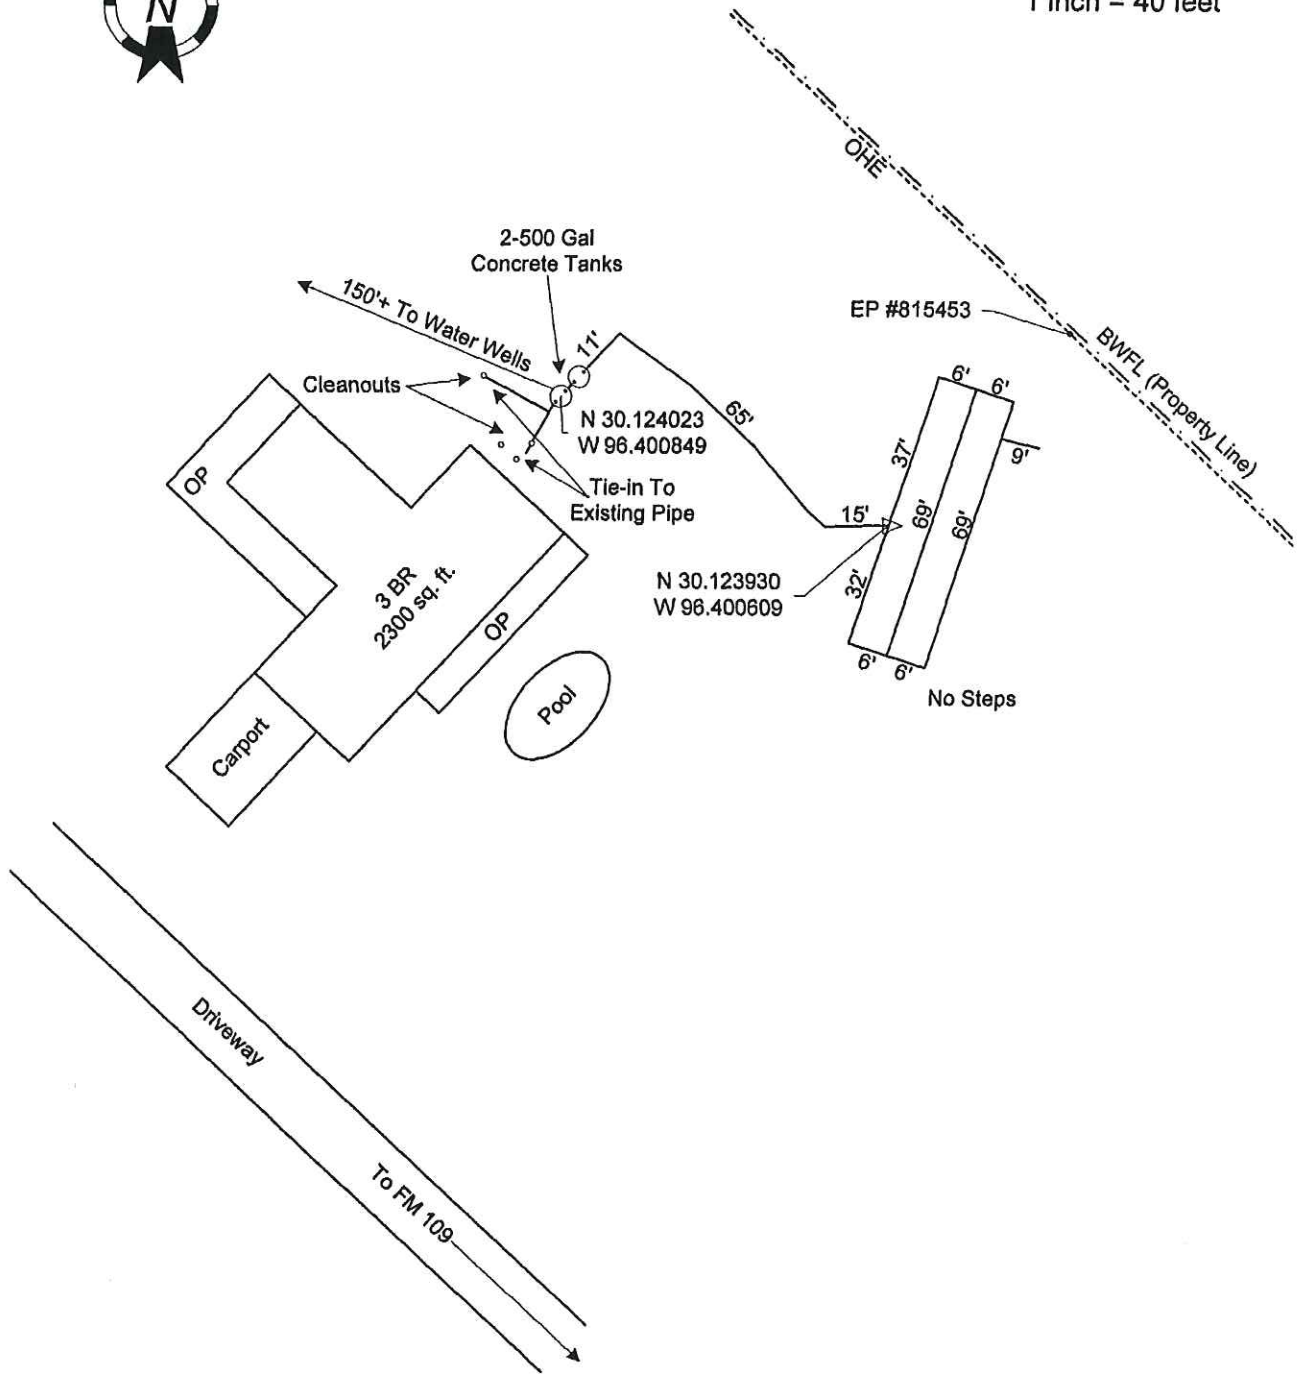 N
1 inch = 40 feet
OHE
2-500 Gal
Concrete Tanks
150'+ To Water Wells
11'
EP #815453
BWFL (Property Line)
Cleanouts
6'
6'
N 30.124023
W 96.400849
65'
37'
9'
OP
Tie-in To
Existing Pipe
15'
69'
69'
3 BR
2300 sq. ft.
N 30.123930
W 96.400609
32'
OP
6'
6'
No Steps
Pool
Carport
Driveway
To FM 109